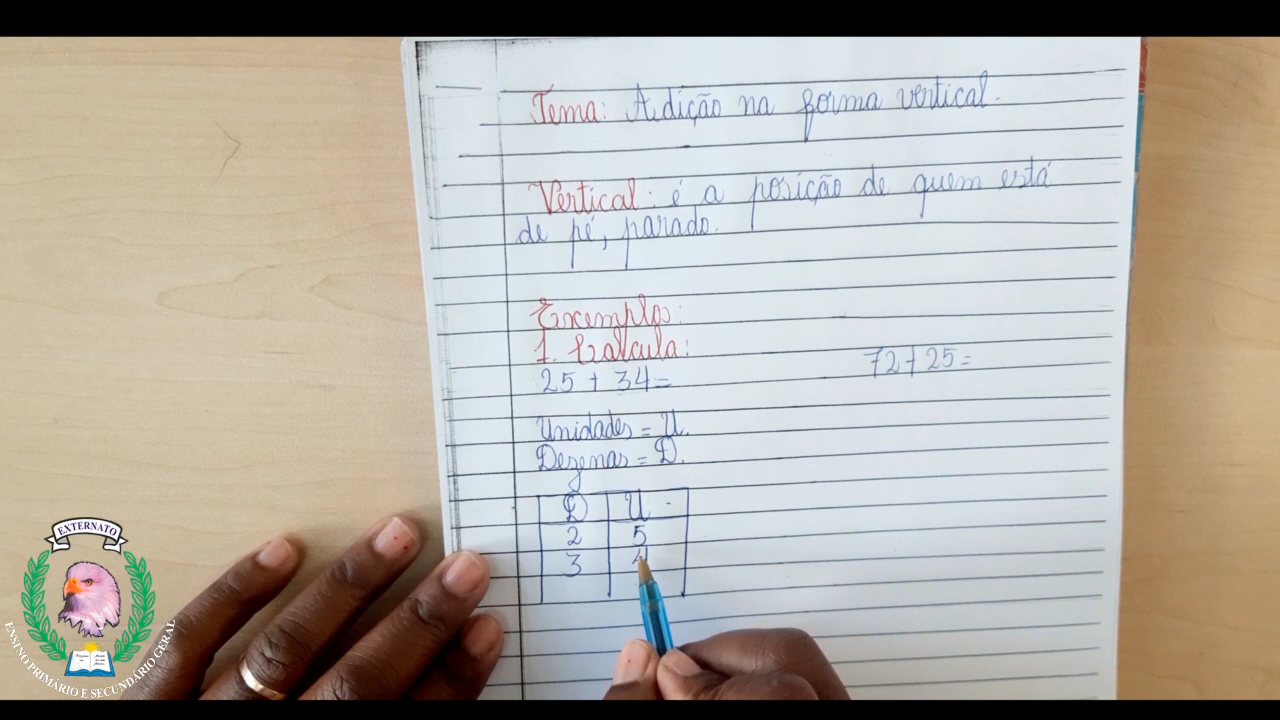 Tema: Adição na forma vertical.
Vertical: é a posição de quem está
de pé, parado.
Exemplos:
1. Calcula:
25 + 34 =
72 + 25 =
Unidades = U.
Dezenas = D.
D U
2 5
3 4
EXTERNATO
ENSINO PRIMÁRIO E SECUNDÁRIO GERAL